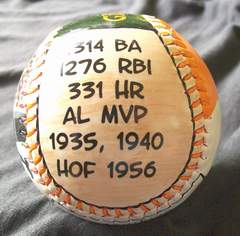 .314 BA
1276 RBI
331 HR
AL MVP
1935, 1940
HOF 1956